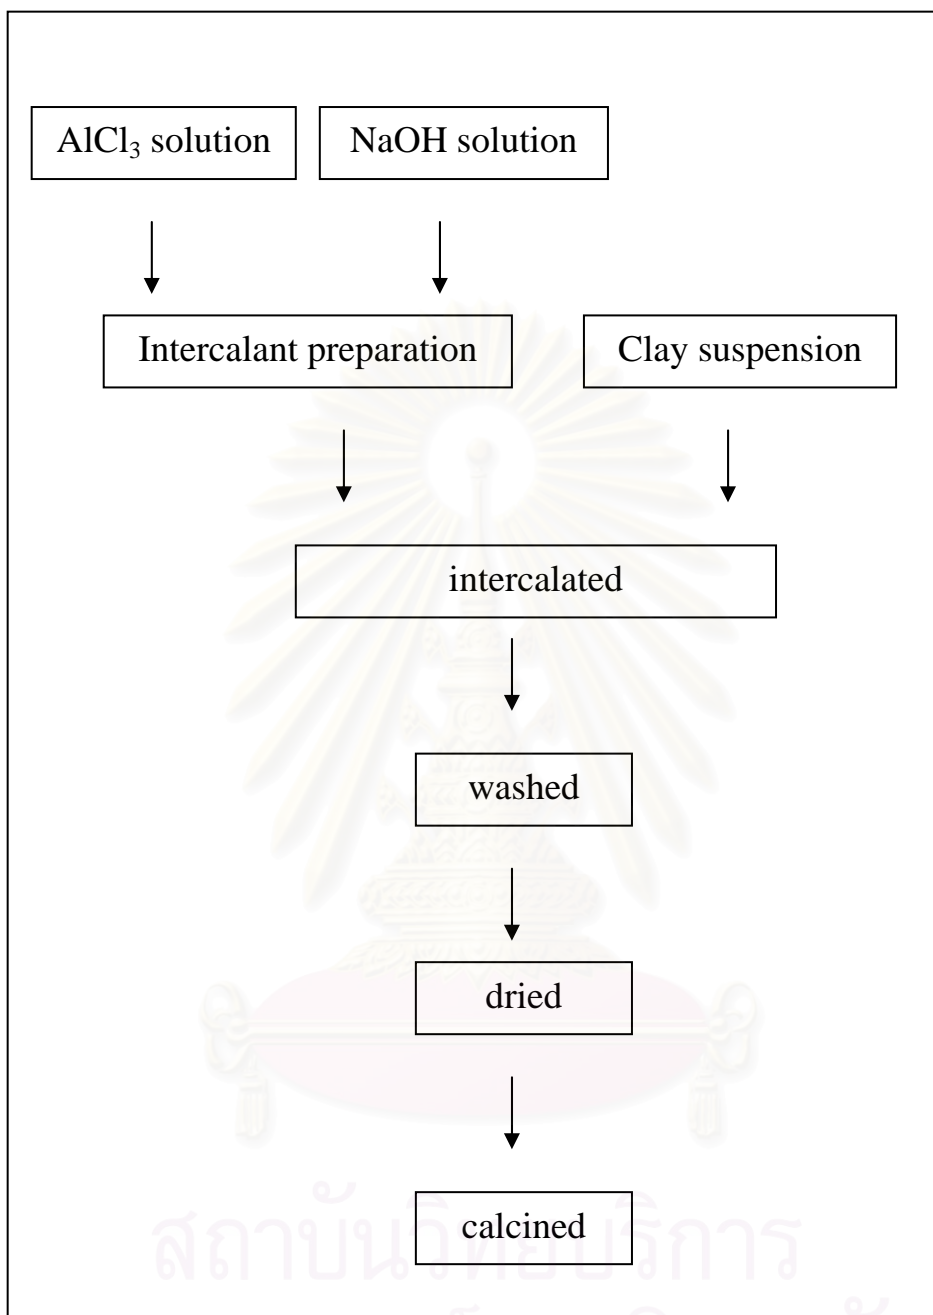 AlCl₃ solution
NaOH solution
Intercalant preparation
Clay suspension
intercalated
washed
dried
calcined
สถาบันวิทยบริการ